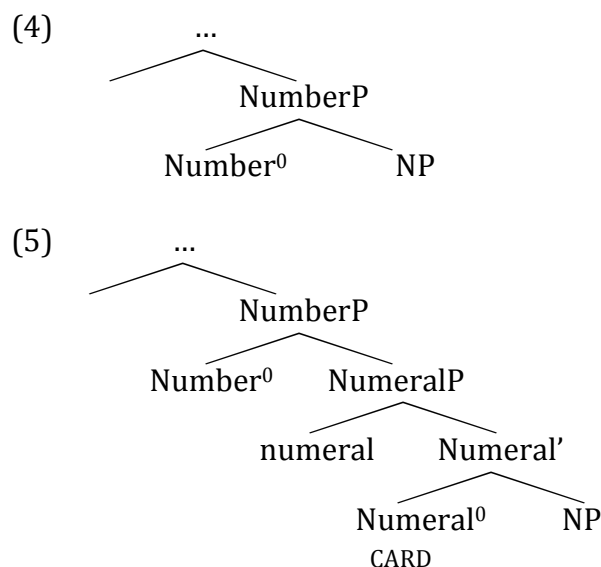 (4) ...
NumberP
Number⁰ NP
(5) ...
NumberP
Number⁰ NumeralP
numeral Numeral’
Numeral⁰ NP
CARD